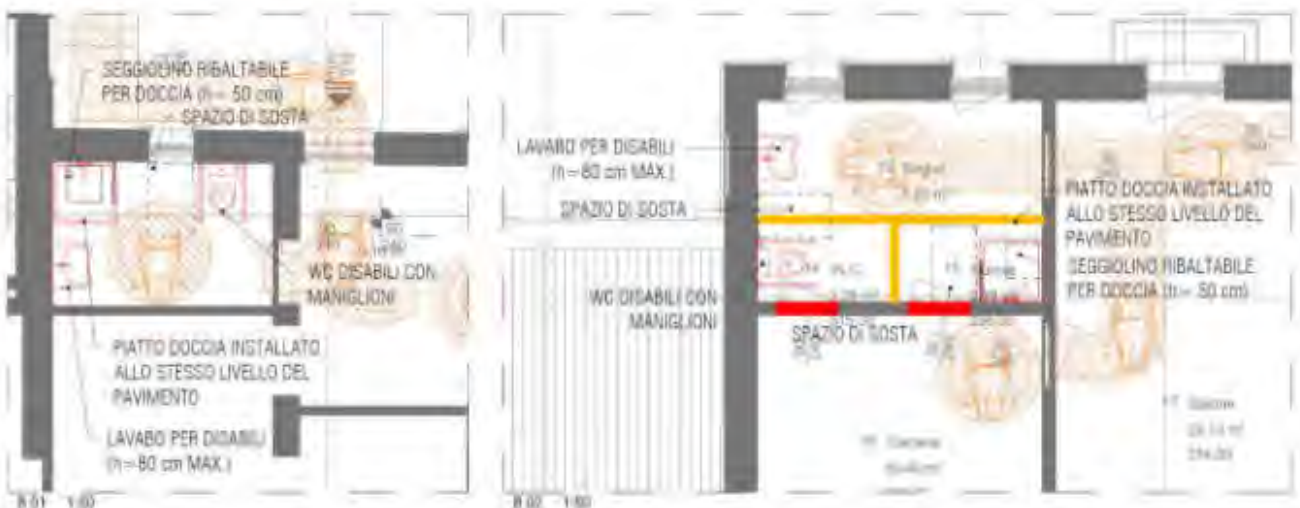 SEGGIOLINO RIBALTABILE
PER DOCCIA (h= 50 cm)
SPAZIO DI SOSTA
WC DISABILI CON
MANIGLIONI
PIATTO DOCCIA INSTALLATO
ALLO STESSO LIVELLO DEL
PAVIMENTO
LAVABO PER DISABILI
(h=80 cm MAX.)
B 01 1:50
LAVABO PER DISABILI
(h=80 cm MAX.)
SPAZIO DI SOSTA
WC DISABILI CON
MANIGLIONI
PIATTO DOCCIA INSTALLATO
ALLO STESSO LIVELLO DEL
PAVIMENTO
SEGGIOLINO RIBALTABILE
PER DOCCIA (h= 50 cm)
SPAZIO DI SOSTA
B 02 1:50